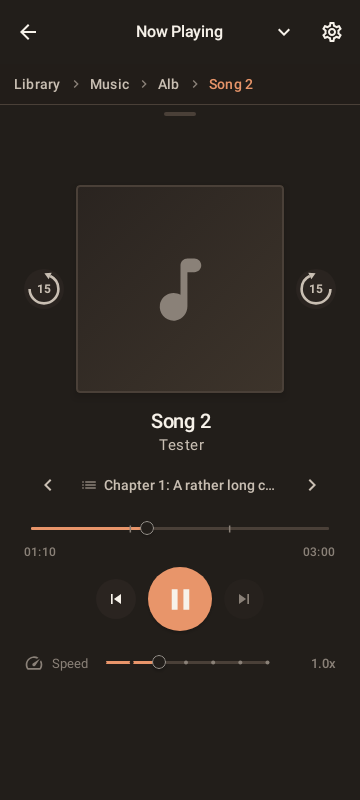 Now Playing
Library > Music > Alb > Song 2
15
15
Song 2
Tester
Chapter 1: A rather long c...
01:10
03:00
Speed
1.0x